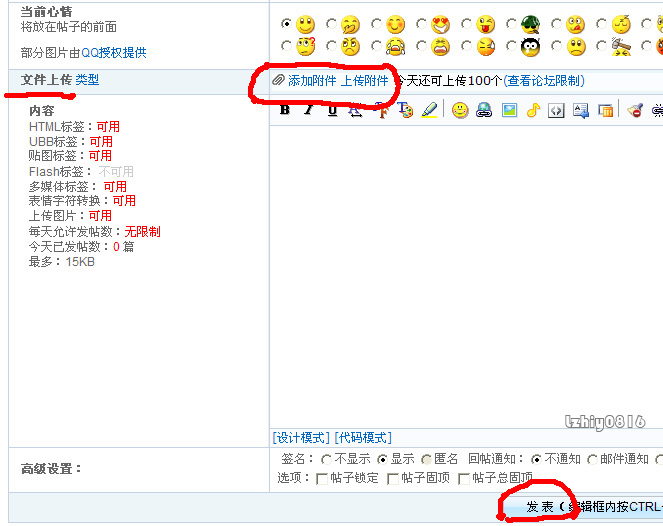 当前心情
将放在帖子的前面
部分图片由QQ授权提供
文件上传 类型
添加附件 上传附件 今天还可上传100个(查看论坛限制)
B I U
内容
HTML标签：可用
UBB标签：可用
贴图标签：可用
Flash标签：不可用
多媒体标签：可用
表情字符转换：可用
上传图片：可用
每天允许发帖数：无限制
今天已发帖数：0 篇
最多：15KB
lzhiy0816
[设计模式] [代码模式]
高级设置：
签名：不显示 显示 匿名 回帖通知：不通知 邮件通知
选项：帖子锁定 帖子固顶 帖子总固顶
发 表 ( 编辑框内按CTRL